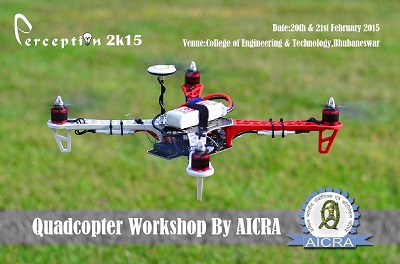 Perception 2k15
Date:20th & 21st February 2015
Venue:College of Engineering & Technology,Bhubaneswar
Quadcopter Workshop By AICRA
AICRA